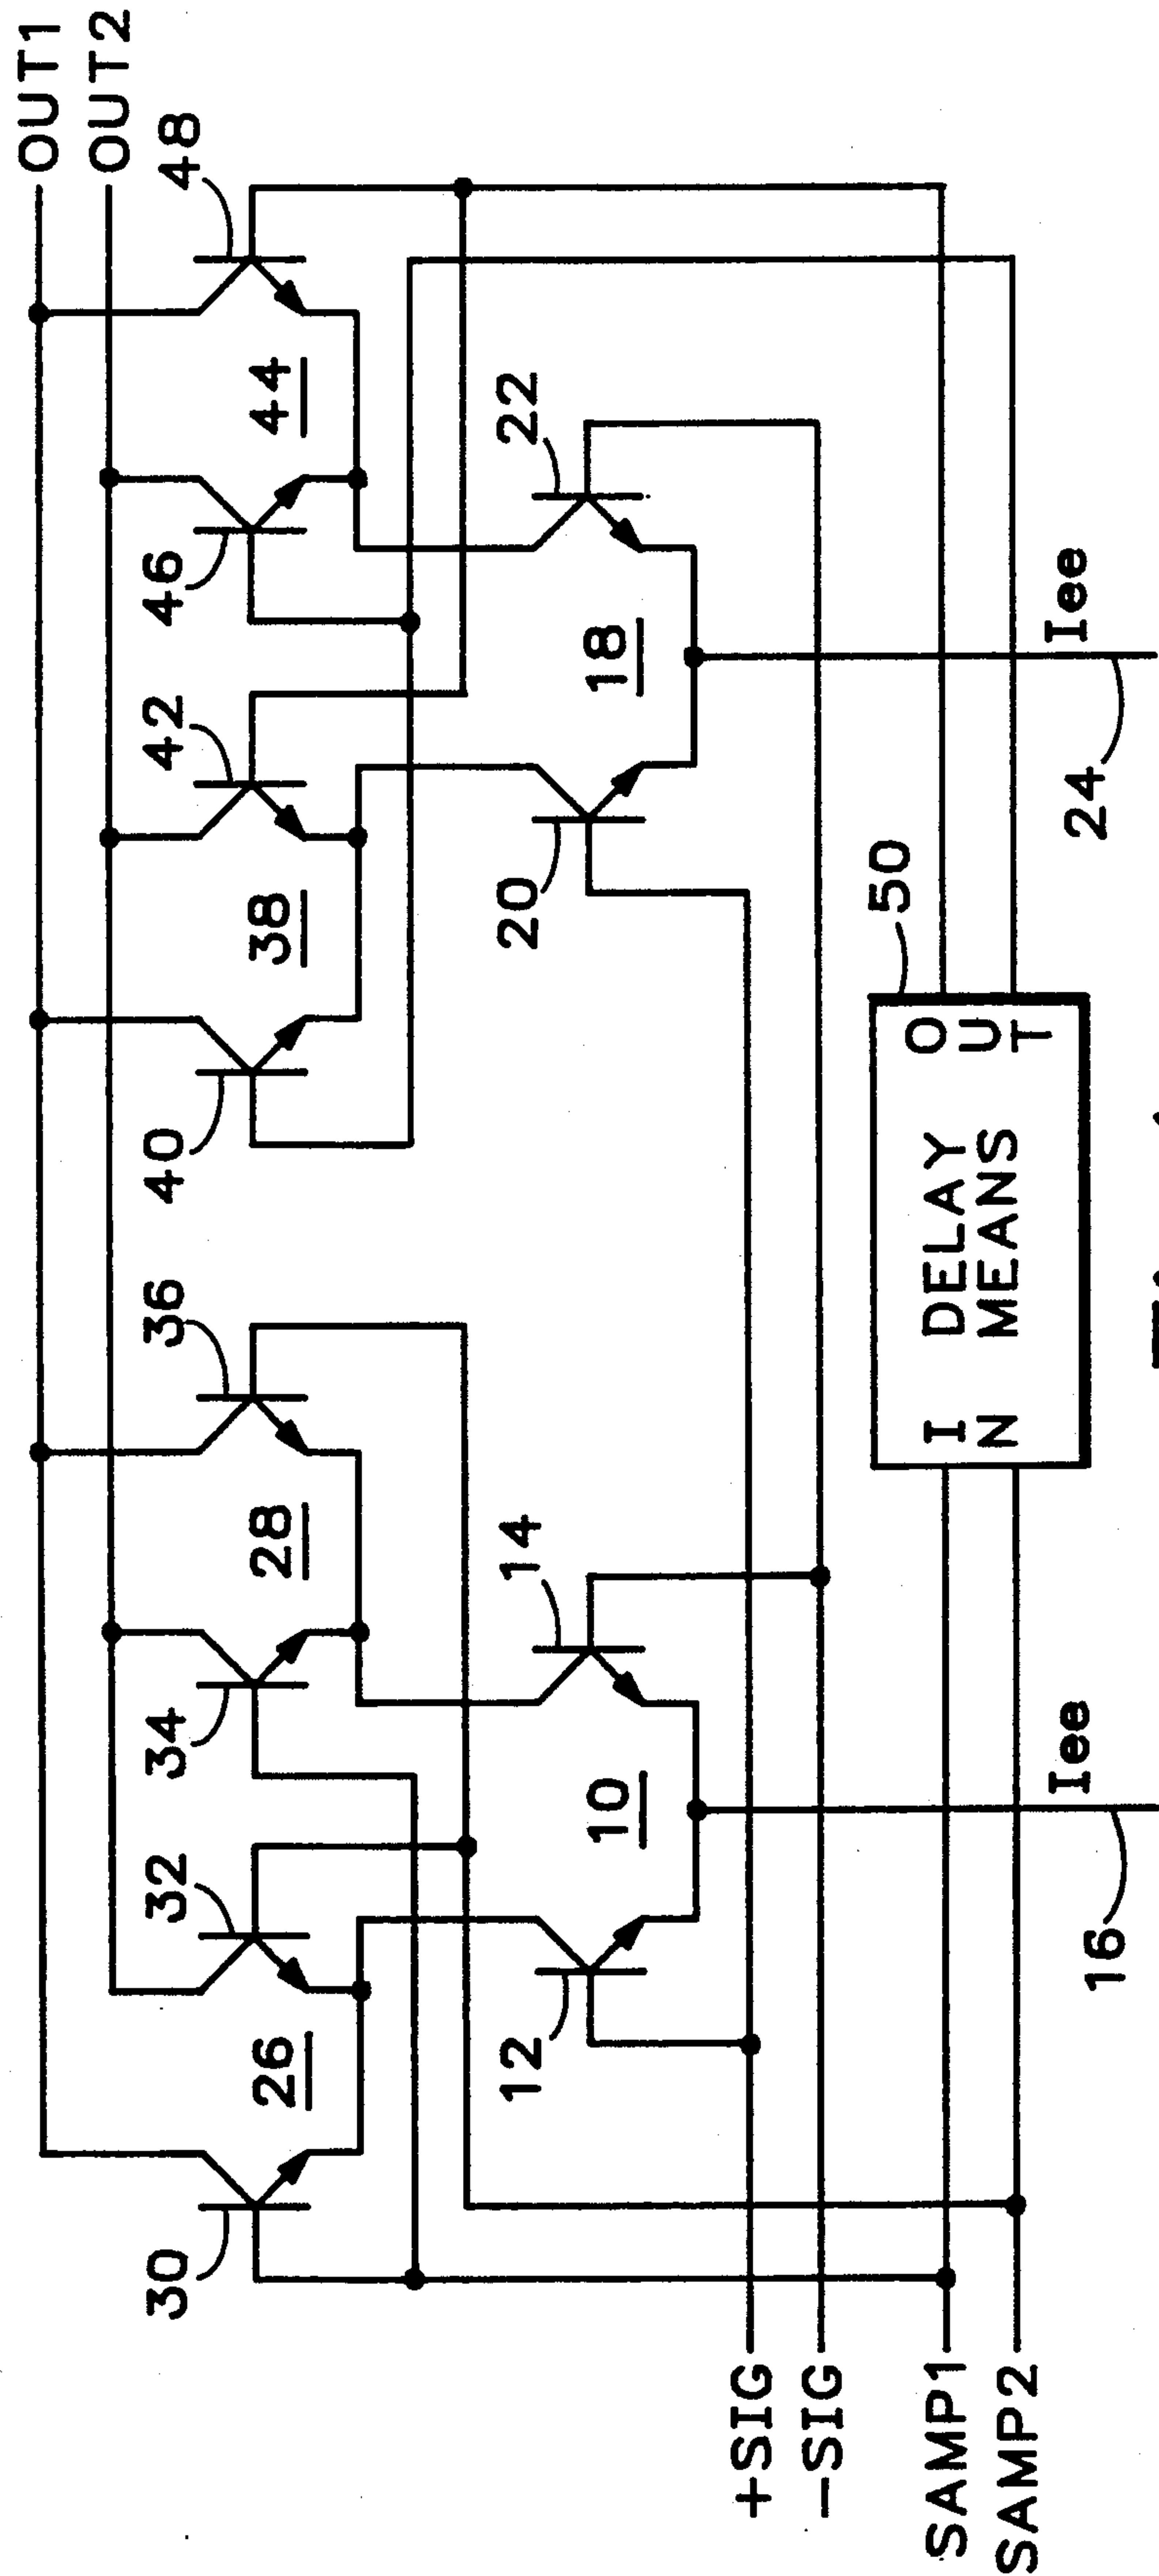 OUT1
OUT2
30
26
32
34
28
36
40
38
42
46
44
48
12
10
14
20
18
22
+SIG
-SIG
SAMP1
SAMP2
I DELAY O
N MEANS U
T
50
16
Iee
24
Iee